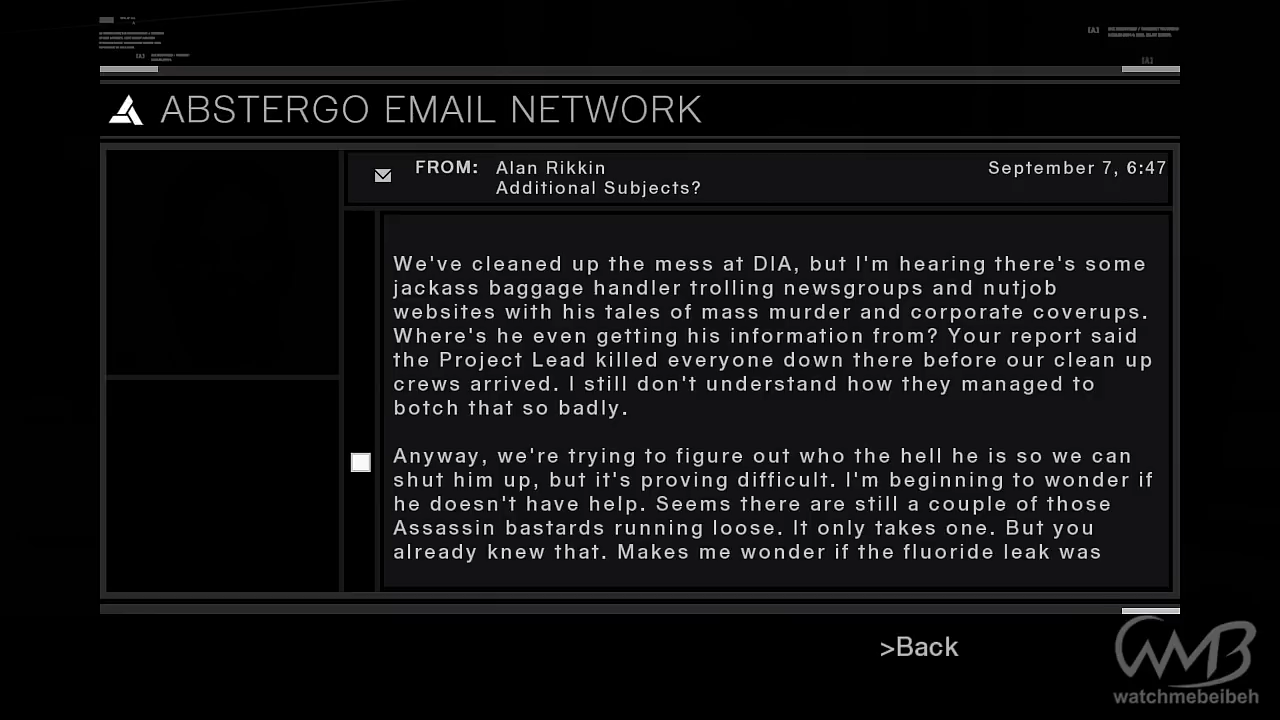 ABSTERGO EMAIL NETWORK
FROM: Alan Rikkin September 7, 6:47
Additional Subjects?
We've cleaned up the mess at DIA, but I'm hearing there's some
jackass baggage handler trolling newsgroups and nutjob
websites with his tales of mass murder and corporate coverups.
Where's he even getting his information from? Your report said
the Project Lead killed everyone down there before our clean up
crews arrived. I still don't understand how they managed to
botch that so badly.
Anyway, we're trying to figure out who the hell he is so we can
shut him up, but it's proving difficult. I'm beginning to wonder if
he doesn't have help. Seems there are still a couple of those
Assassin bastards running loose. It only takes one. But you
already knew that. Makes me wonder if the fluoride leak was
>Back
WMB
watchmebeibeh